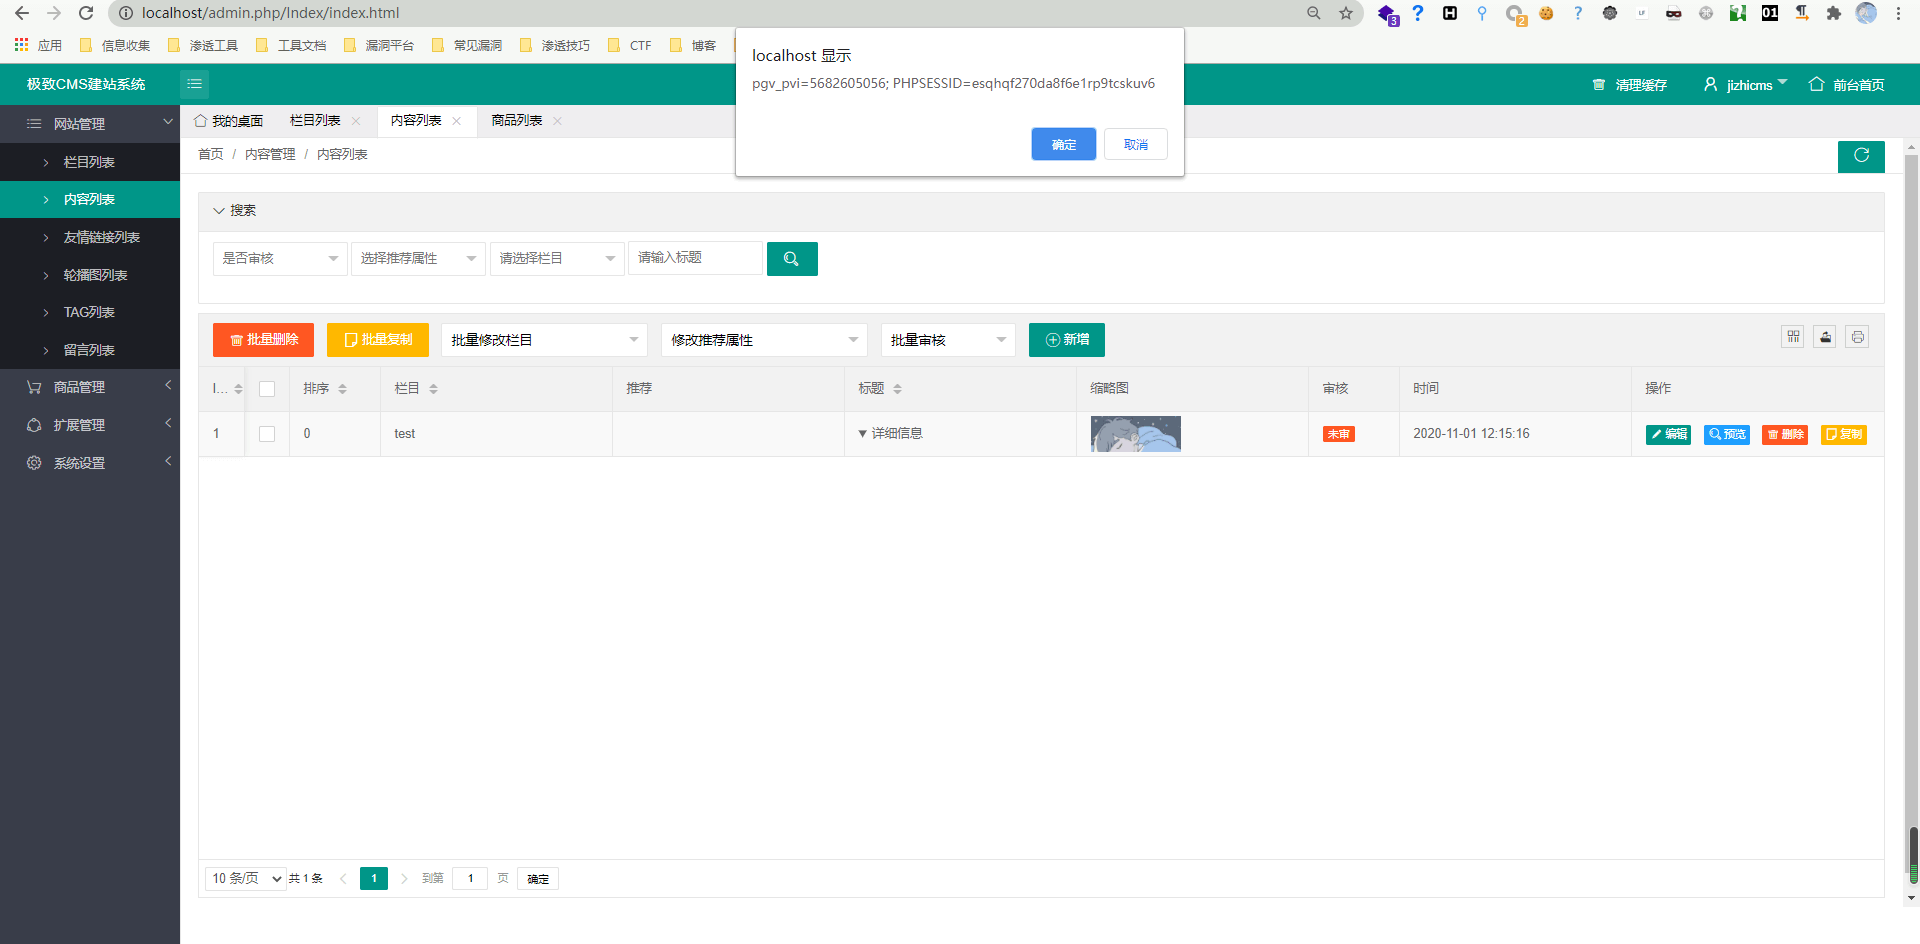 localhost/admin.php/Index/index.html
3
2
LF
01
应用 信息收集 渗透工具 工具文档 漏洞平台 常见漏洞 渗透技巧 CTF 博客
localhost 显示
pgv_pvi=5682605056; PHPSESSID=esqhqf270da8f6e1rp9tcskuv6
确定 取消
极致CMS建站系统
清理缓存 jizhicms 前台首页
网站管理
栏目列表
内容列表
友情链接列表
轮播图列表
TAG列表
留言列表
商品管理
扩展管理
系统设置
我的桌面 栏目列表 内容列表 商品列表
首页 / 内容管理 / 内容列表
搜索
是否审核 选择推荐属性 请选择栏目 请输入标题
批量删除 批量复制 批量修改栏目 修改推荐属性 批量审核 新增
I... 排序 栏目 推荐 标题 缩略图 审核 时间 操作
1 0 test ▼ 详细信息 未审 2020-11-01 12:15:16 编辑 预览 删除 复制
10 条/页 共 1 条 1 到第 1 页 确定